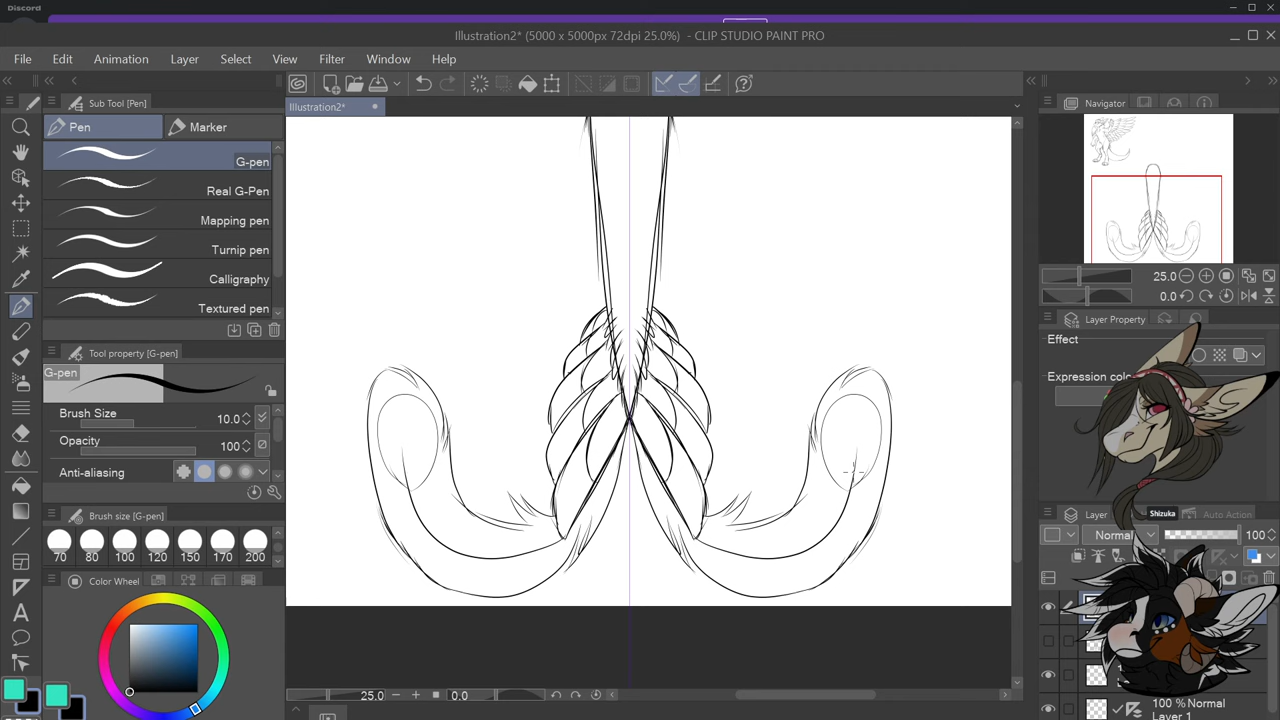 Discord
Illustration2* (5000 x 5000px 72dpi 25.0%) - CLIP STUDIO PAINT PRO
File Edit Animation Layer Select View Filter Window Help
Sub Tool [Pen]
Illustration2*
Navigator
Pen
Marker
G-pen
Real G-Pen
Mapping pen
Turnip pen
Calligraphy
Textured pen
25.0
0.0
Tool property [G-pen]
G-pen
Brush Size 10.0
Opacity 100
Anti-aliasing
Brush size [G-pen]
70 80 100 120 150 170 200
Color Wheel
Layer Property
Effect
Expression colo
Shizuka
Layer
Auto Action
Normal 100
100 % Normal
Layer 1
25.0 0.0